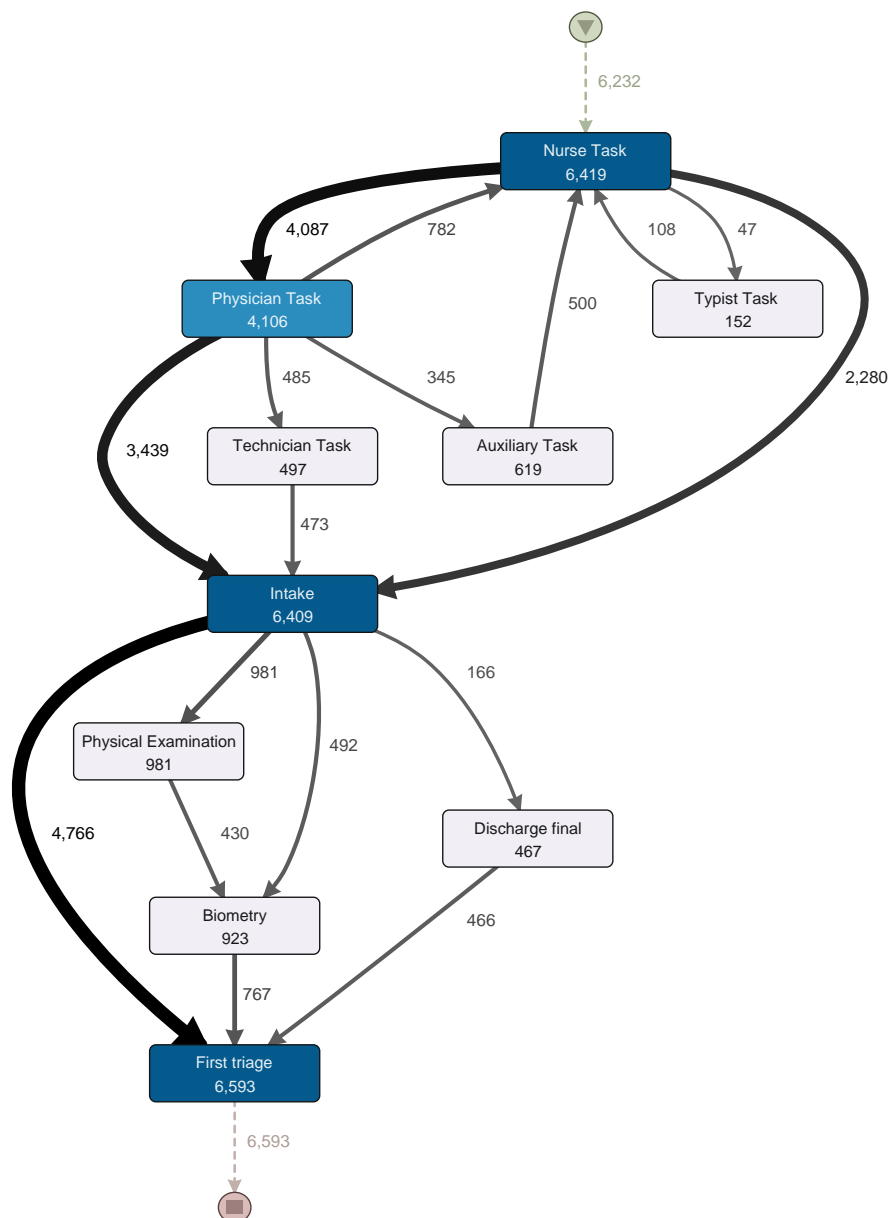 6,232
Nurse Task
6,419
4,087
782
108
47
Physician Task
4,106
Typist Task
152
500
2,280
485
345
3,439
Technician Task
497
Auxiliary Task
619
473
Intake
6,409
981
166
492
Physical Examination
981
4,766
430
Discharge final
467
Biometry
923
466
767
First triage
6,593
6,593